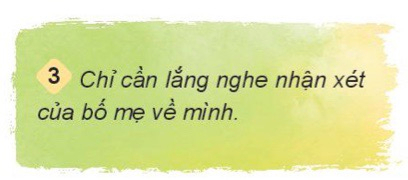 3 Chỉ cần lắng nghe nhận xét
của bố mẹ về mình.